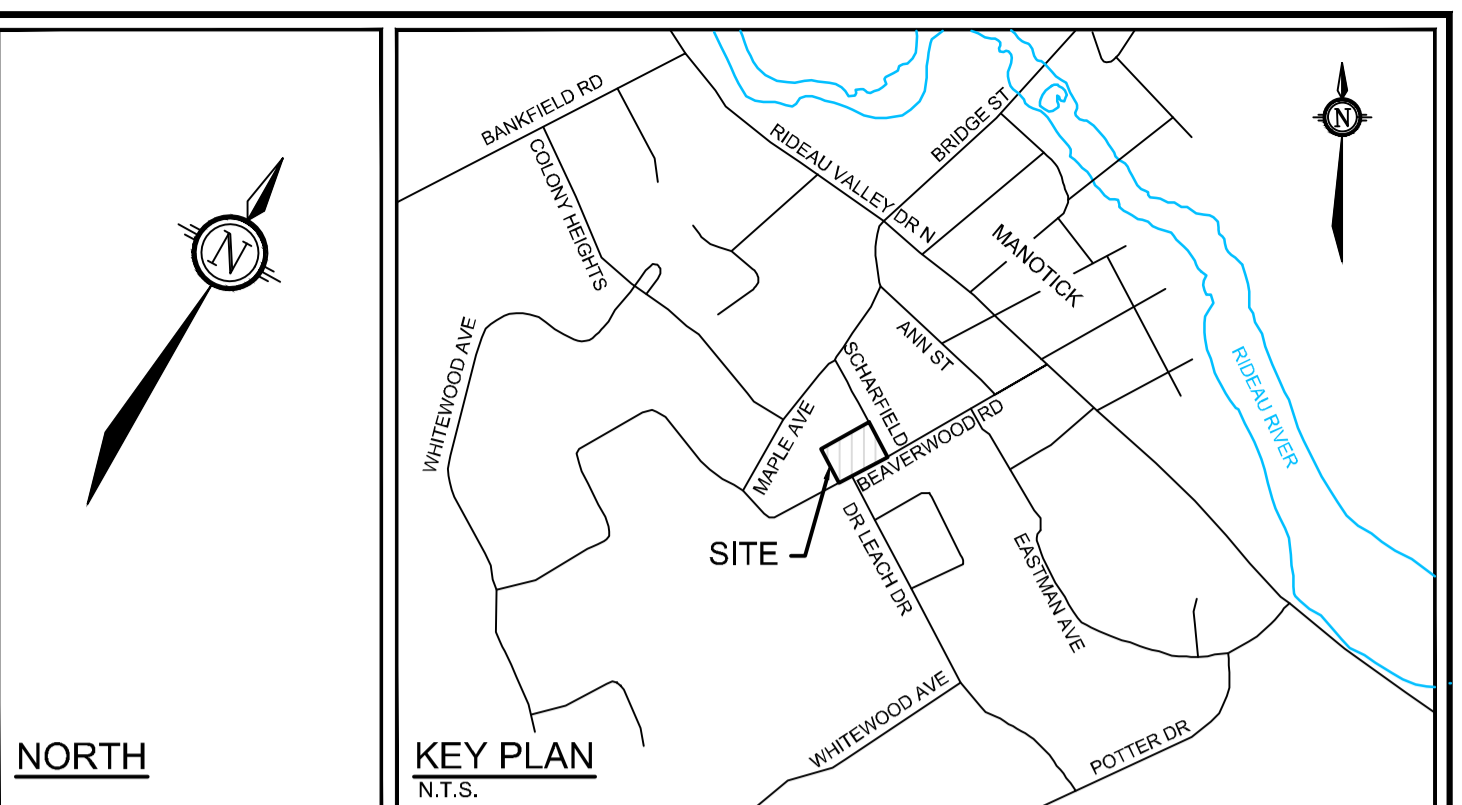 N
NORTH
BANKFIELD RD
COLONY HEIGHTS
RIDEAU VALLEY DR N
BRIDGE ST
N
MANOTICK
WHITEWOOD AVE
ANN ST
SCHARFIELD
RIDEAU RIVER
MAPLE AVE
BEAVERWOOD RD
SITE
DR LEACH DR
EASTMAN AVE
WHITEWOOD AVE
POTTER DR
KEY PLAN
N.T.S.